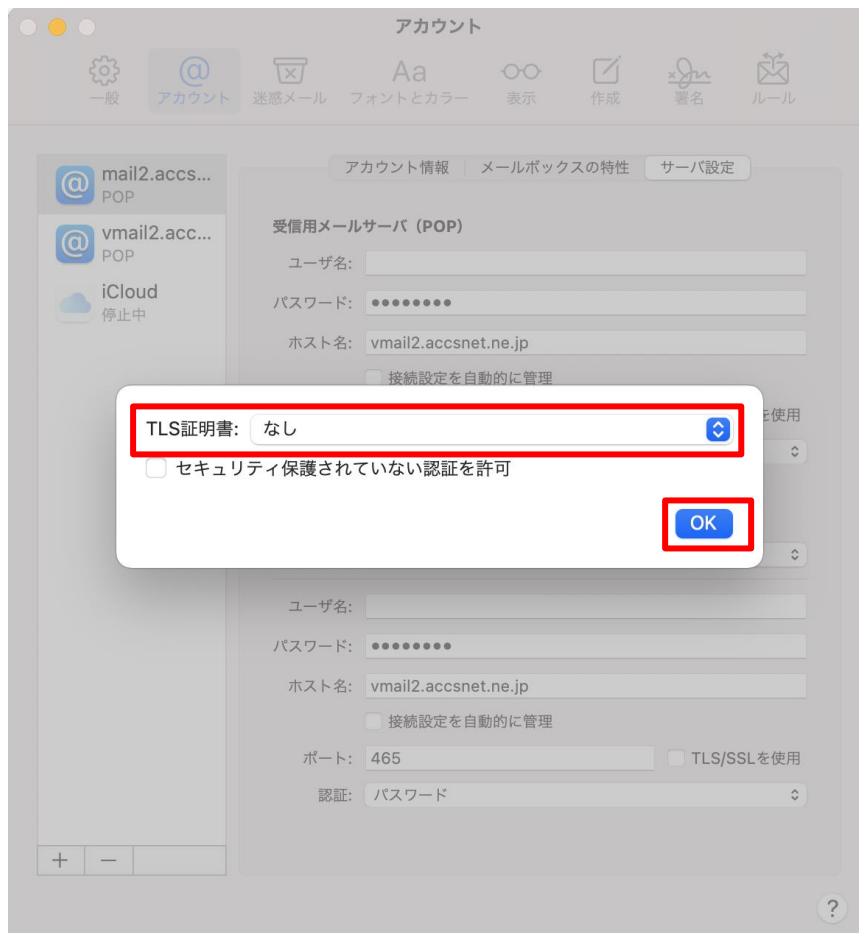 アカウント
一般
アカウント
迷惑メール
Aa
フォントとカラー
表示
作成
署名
ルール
mail2.accs...
POP
vmail2.acc...
POP
iCloud
停止中
アカウント情報 メールボックスの特性 サーバ設定
受信用メールサーバ（POP）
ユーザ名:
パスワード: ●●●●●●●●
ホスト名: vmail2.accsnet.ne.jp
接続設定を自動的に管理
を使用
TLS証明書: なし
セキュリティ保護されていない認証を許可
OK
ユーザ名:
パスワード: ●●●●●●●●
ホスト名: vmail2.accsnet.ne.jp
接続設定を自動的に管理
ポート: 465 TLS/SSLを使用
認証: パスワード
+ −
?